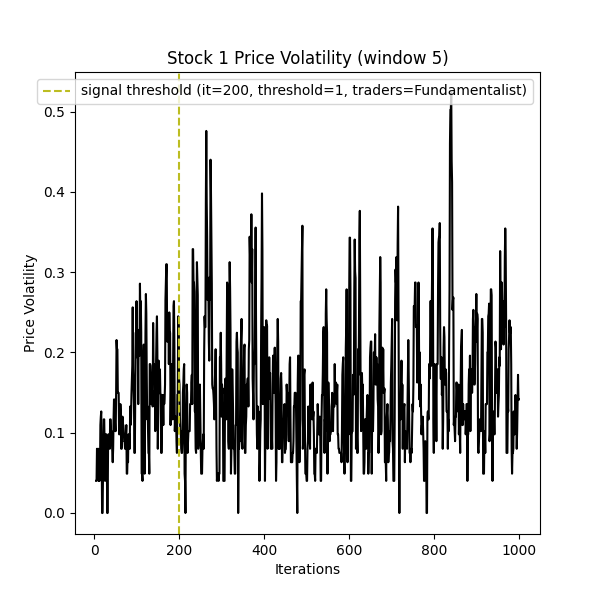 Stock 1 Price Volatility (window 5)
signal threshold (it=200, threshold=1, traders=Fundamentalist)
Price Volatility
0.5
0.4
0.3
0.2
0.1
0.0
0 200 400 600 800 1000
Iterations